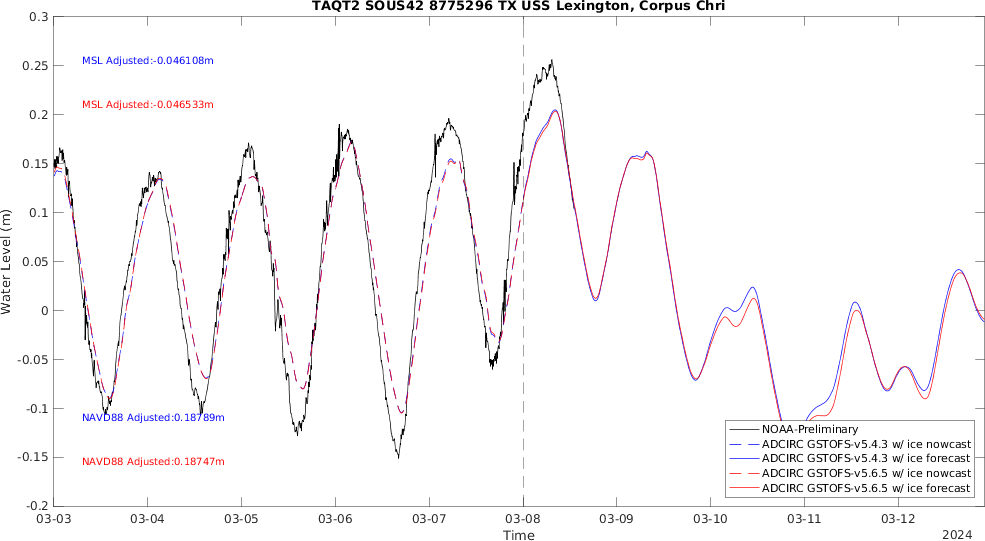 TAQT2 SOUS42 8775296 TX USS Lexington, Corpus Chri
0.3
0.25
0.2
0.15
0.1
0.05
0
-0.05
-0.1
-0.15
-0.2
Water Level (m)
MSL Adjusted:-0.046108m
MSL Adjusted:-0.046533m
NAVD88 Adjusted:0.18789m
NAVD88 Adjusted:0.18747m
NOAA-Preliminary
ADCIRC GSTOFS-v5.4.3 w/ ice nowcast
ADCIRC GSTOFS-v5.4.3 w/ ice forecast
ADCIRC GSTOFS-v5.6.5 w/ ice nowcast
ADCIRC GSTOFS-v5.6.5 w/ ice forecast
03-03 03-04 03-05 03-06 03-07 03-08 03-09 03-10 03-11 03-12
Time
2024